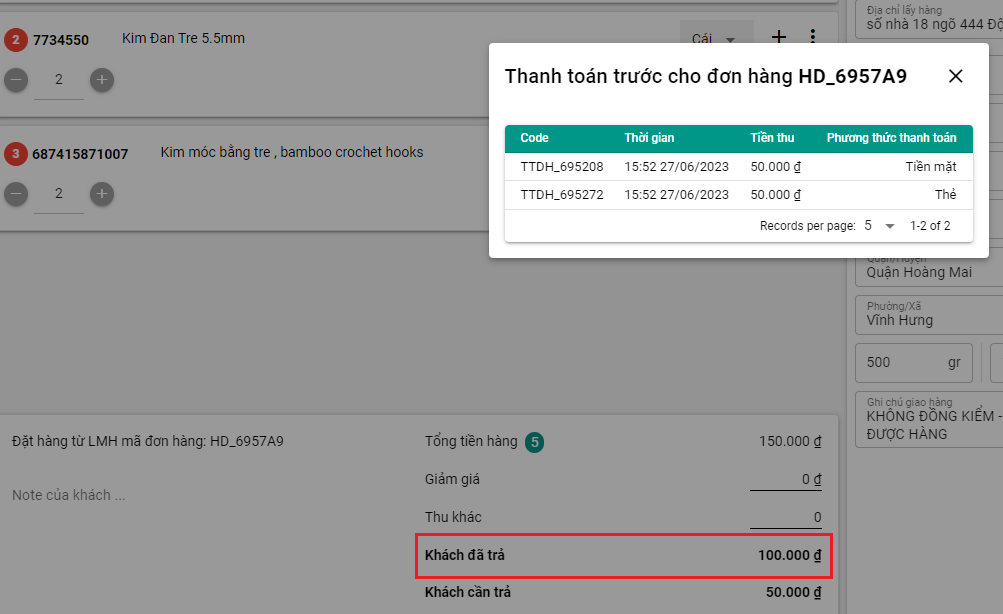 2 7734550 Kim Đan Tre 5.5mm Cái
2
3 687415871007 Kim móc bằng tre , bamboo crochet hooks
2
Thanh toán trước cho đơn hàng HD_6957A9
Code Thời gian Tiền thu Phương thức thanh toán
TTDH_695208 15:52 27/06/2023 50.000 ₫ Tiền mặt
TTDH_695272 15:52 27/06/2023 50.000 ₫ Thẻ
Records per page: 5 1-2 of 2
Địa chỉ lấy hàng
số nhà 18 ngõ 444 Độ
Quận/Huyện
Quận Hoàng Mai
Phường/Xã
Vĩnh Hưng
500 gr
Ghi chú giao hàng
KHÔNG ĐỒNG KIỂM -
ĐƯỢC HÀNG
Đặt hàng từ LMH mã đơn hàng: HD_6957A9
Note của khách ...
Tổng tiền hàng 5 150.000 ₫
Giảm giá 0 ₫
Thu khác 0
Khách đã trả 100.000 ₫
Khách cần trả 50.000 ₫